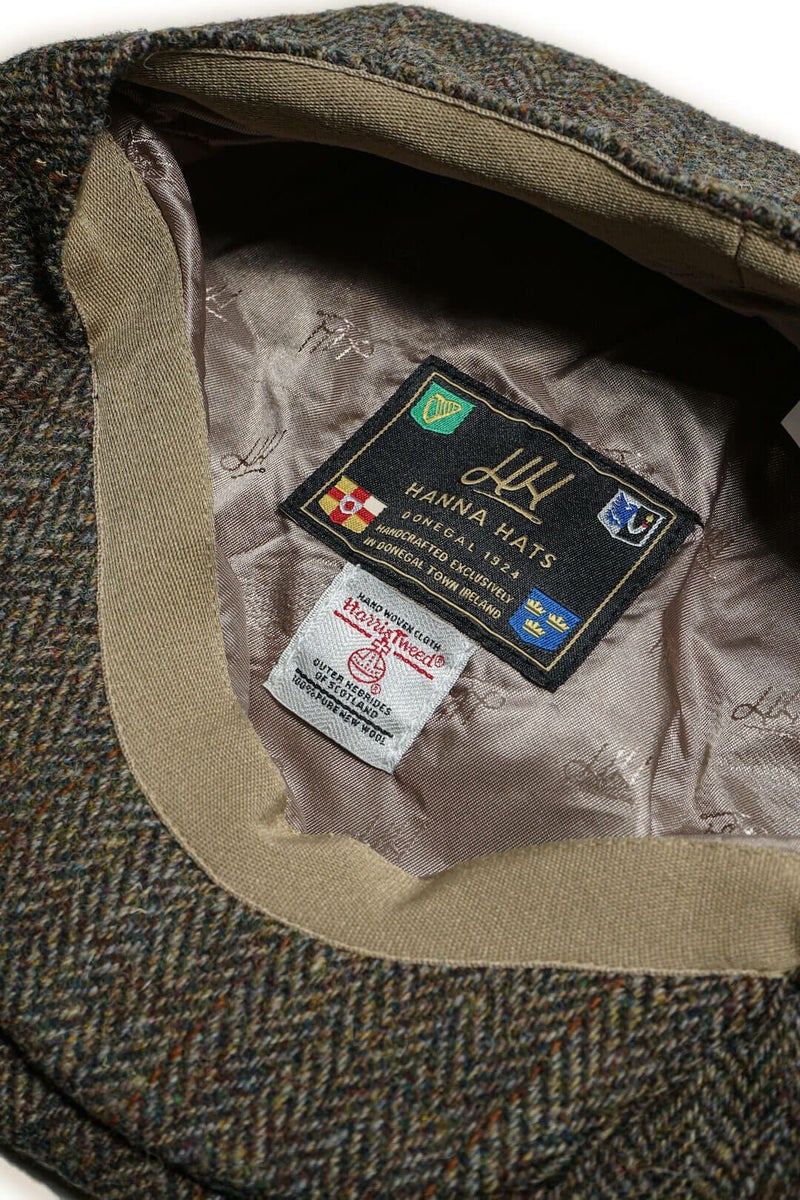 HH
HANNA HATS
DONEGAL 1924
HANDCRAFTED EXCLUSIVELY
IN DONEGAL TOWN IRELAND
HAND WOVEN CLOTH
Harris Tweed®
®
OUTER HEBRIDES
OF SCOTLAND
100% PURE NEW WOOL